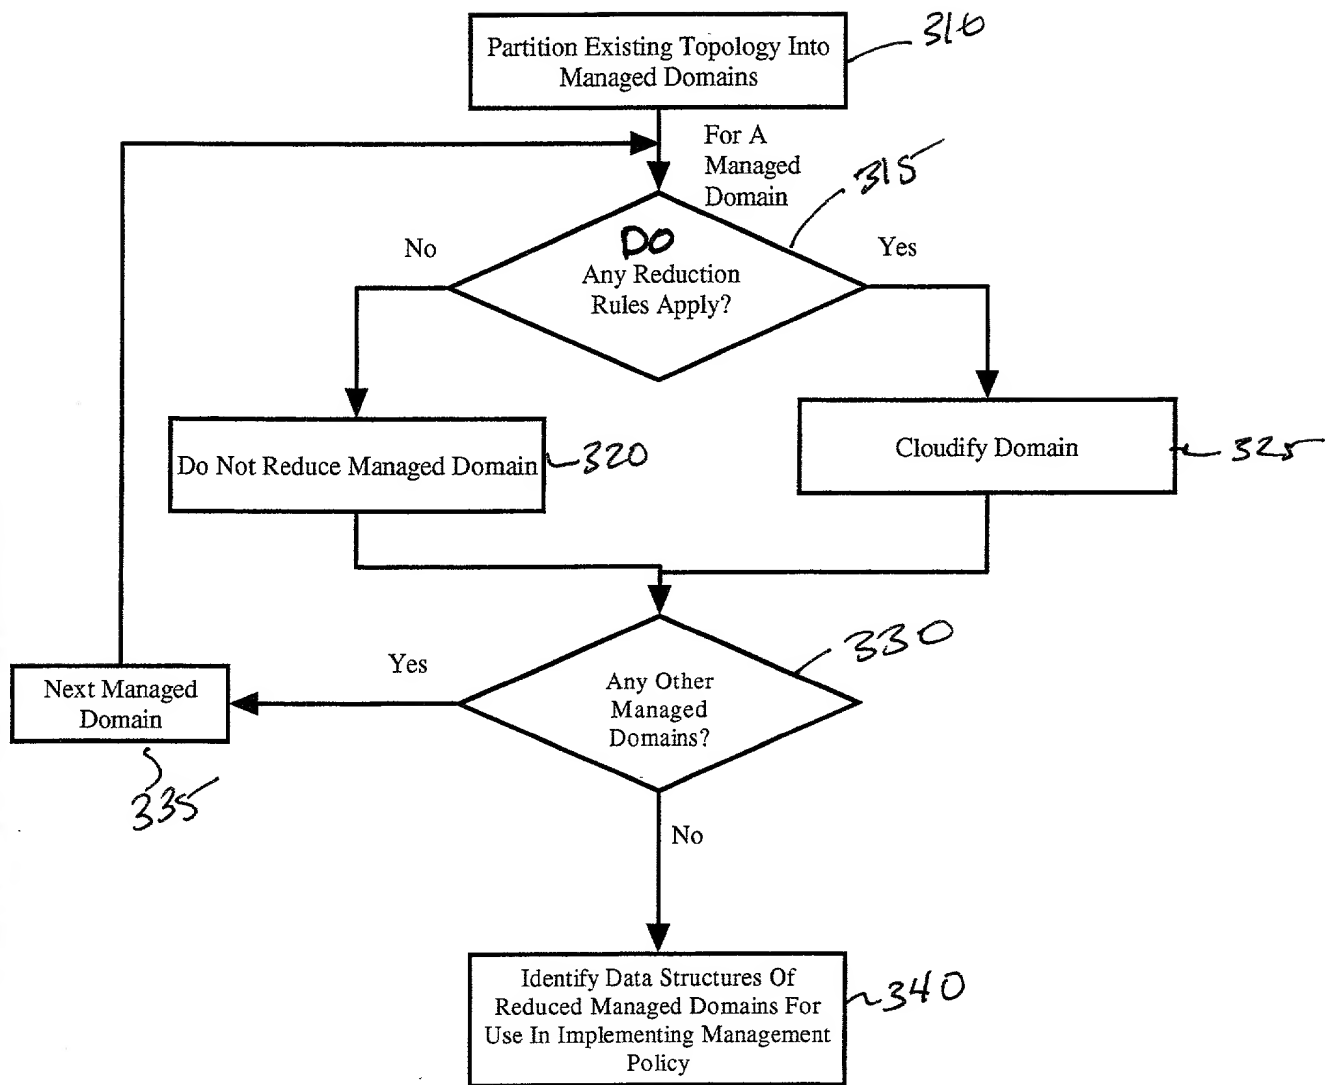 Partition Existing Topology Into
Managed Domains
310
For A
Managed
Domain
315
No
DO
Any Reduction
Rules Apply?
Yes
Do Not Reduce Managed Domain
320
Cloudify Domain
325
Yes
Any Other
Managed
Domains?
330
Next Managed
Domain
335
No
Identify Data Structures Of
Reduced Managed Domains For
Use In Implementing Management
Policy
340